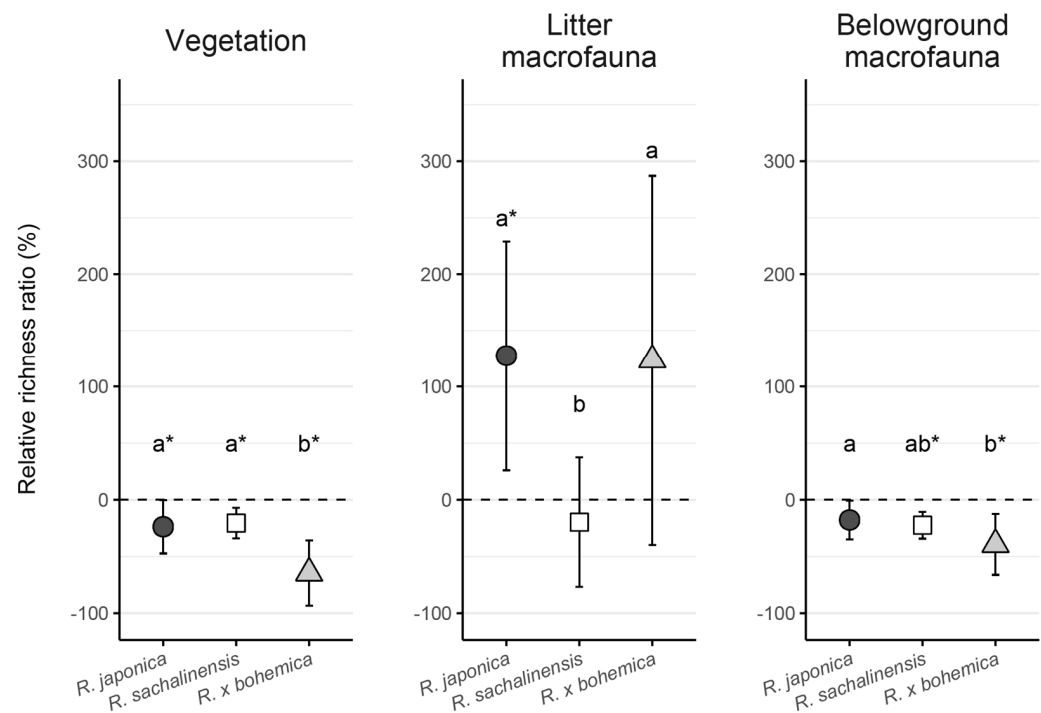 Vegetation
Litter
macrofauna
Belowground
macrofauna
Relative richness ratio (%)
300
200
100
0
-100
a*
a*
b*
R. japonica
R. sachalinensis
R. x bohemica
300
200
100
0
-100
a*
b
a
R. japonica
R. sachalinensis
R. x bohemica
300
200
100
0
-100
a
ab*
b*
R. japonica
R. sachalinensis
R. x bohemica